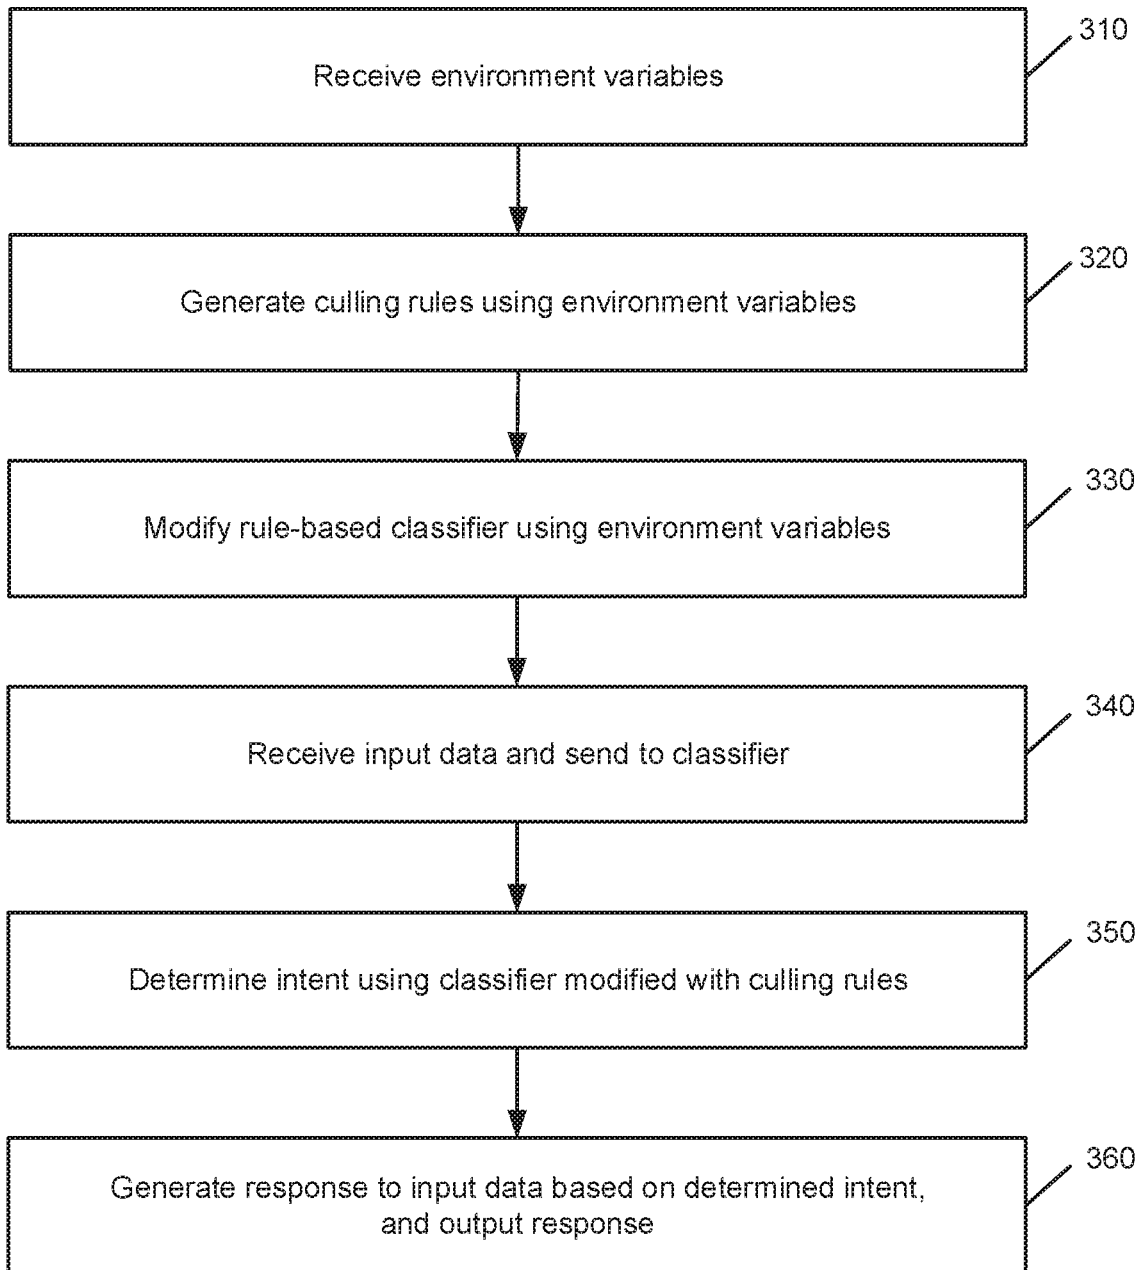 310
Receive environment variables
320
Generate culling rules using environment variables
330
Modify rule-based classifier using environment variables
340
Receive input data and send to classifier
350
Determine intent using classifier modified with culling rules
360
Generate response to input data based on determined intent,
and output response